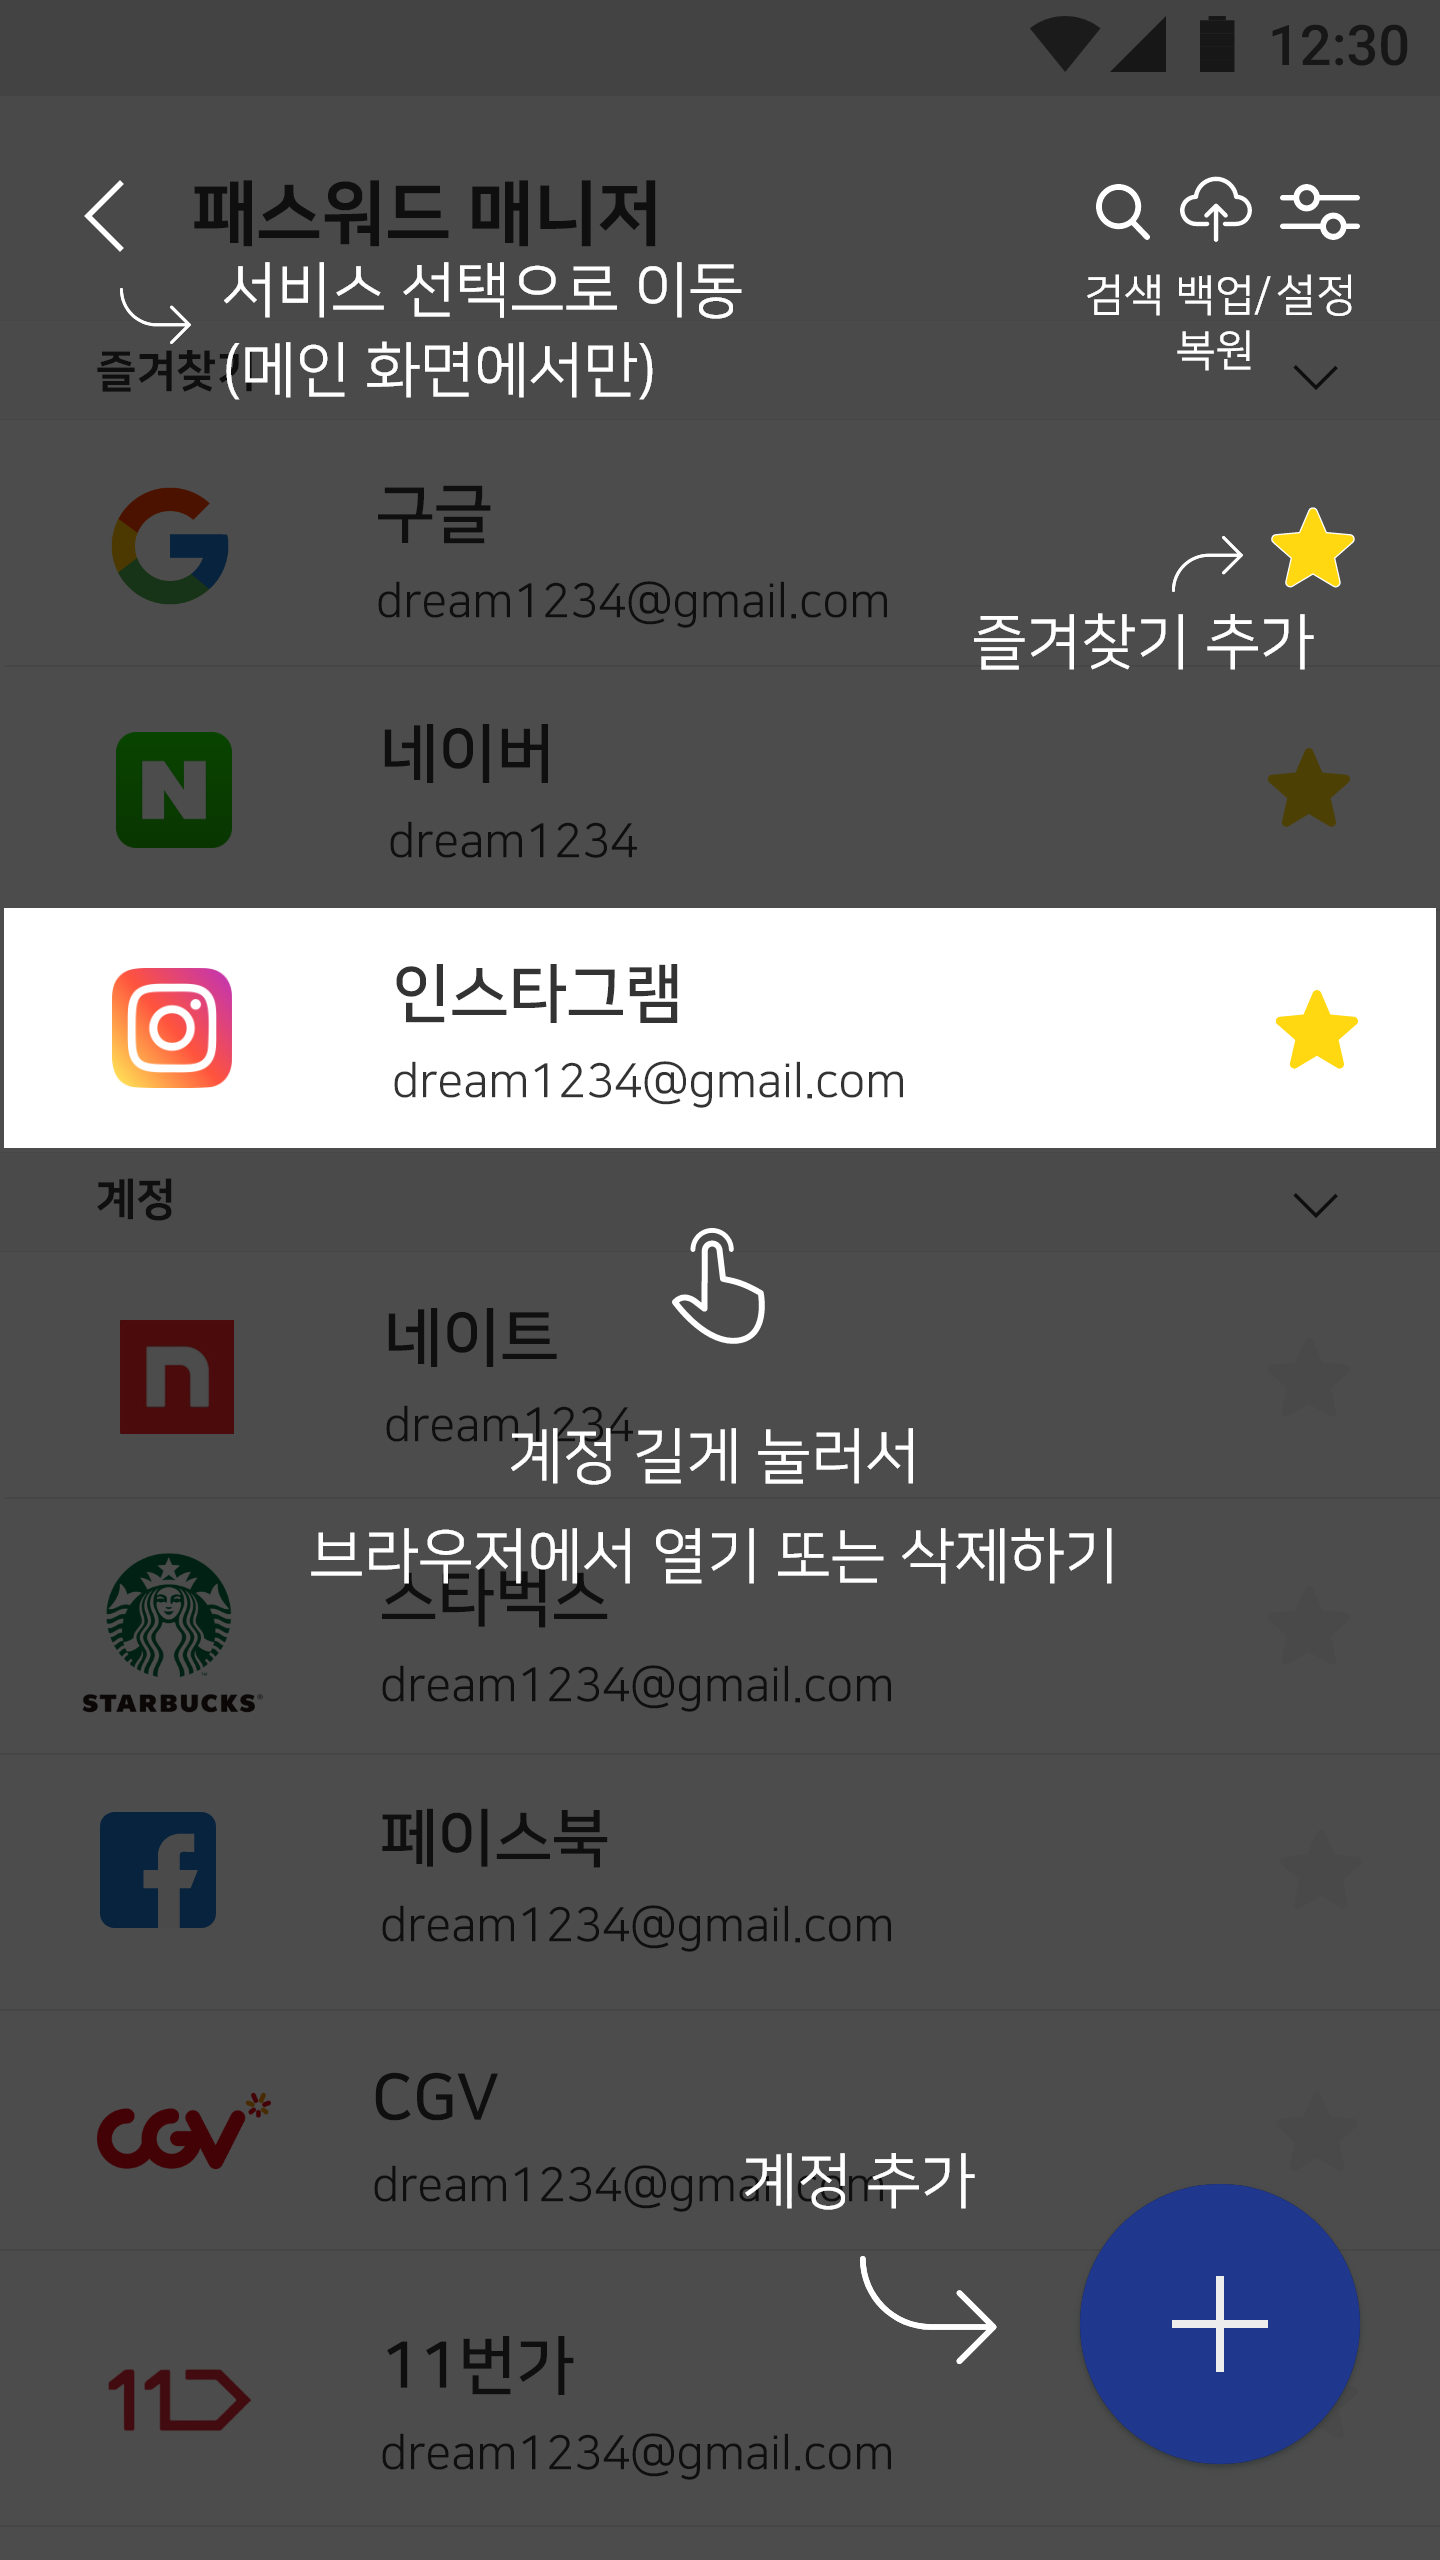 12:30
패스워드 매니저
서비스 선택으로 이동
(메인 화면에서만)
검색 백업/ 설정
복원
즐겨찾기
구글
dream1234@gmail.com
즐겨찾기 추가
네이버
dream1234
인스타그램
dream1234@gmail.com
계정
네이트
dream1234
계정 길게 눌러서
브라우저에서 열기 또는 삭제하기
스타벅스
STARBUCKS
dream1234@gmail.com
페이스북
dream1234@gmail.com
CGV
CGV
dream1234@gmail.com
계정 추가
11번가
dream1234@gmail.com